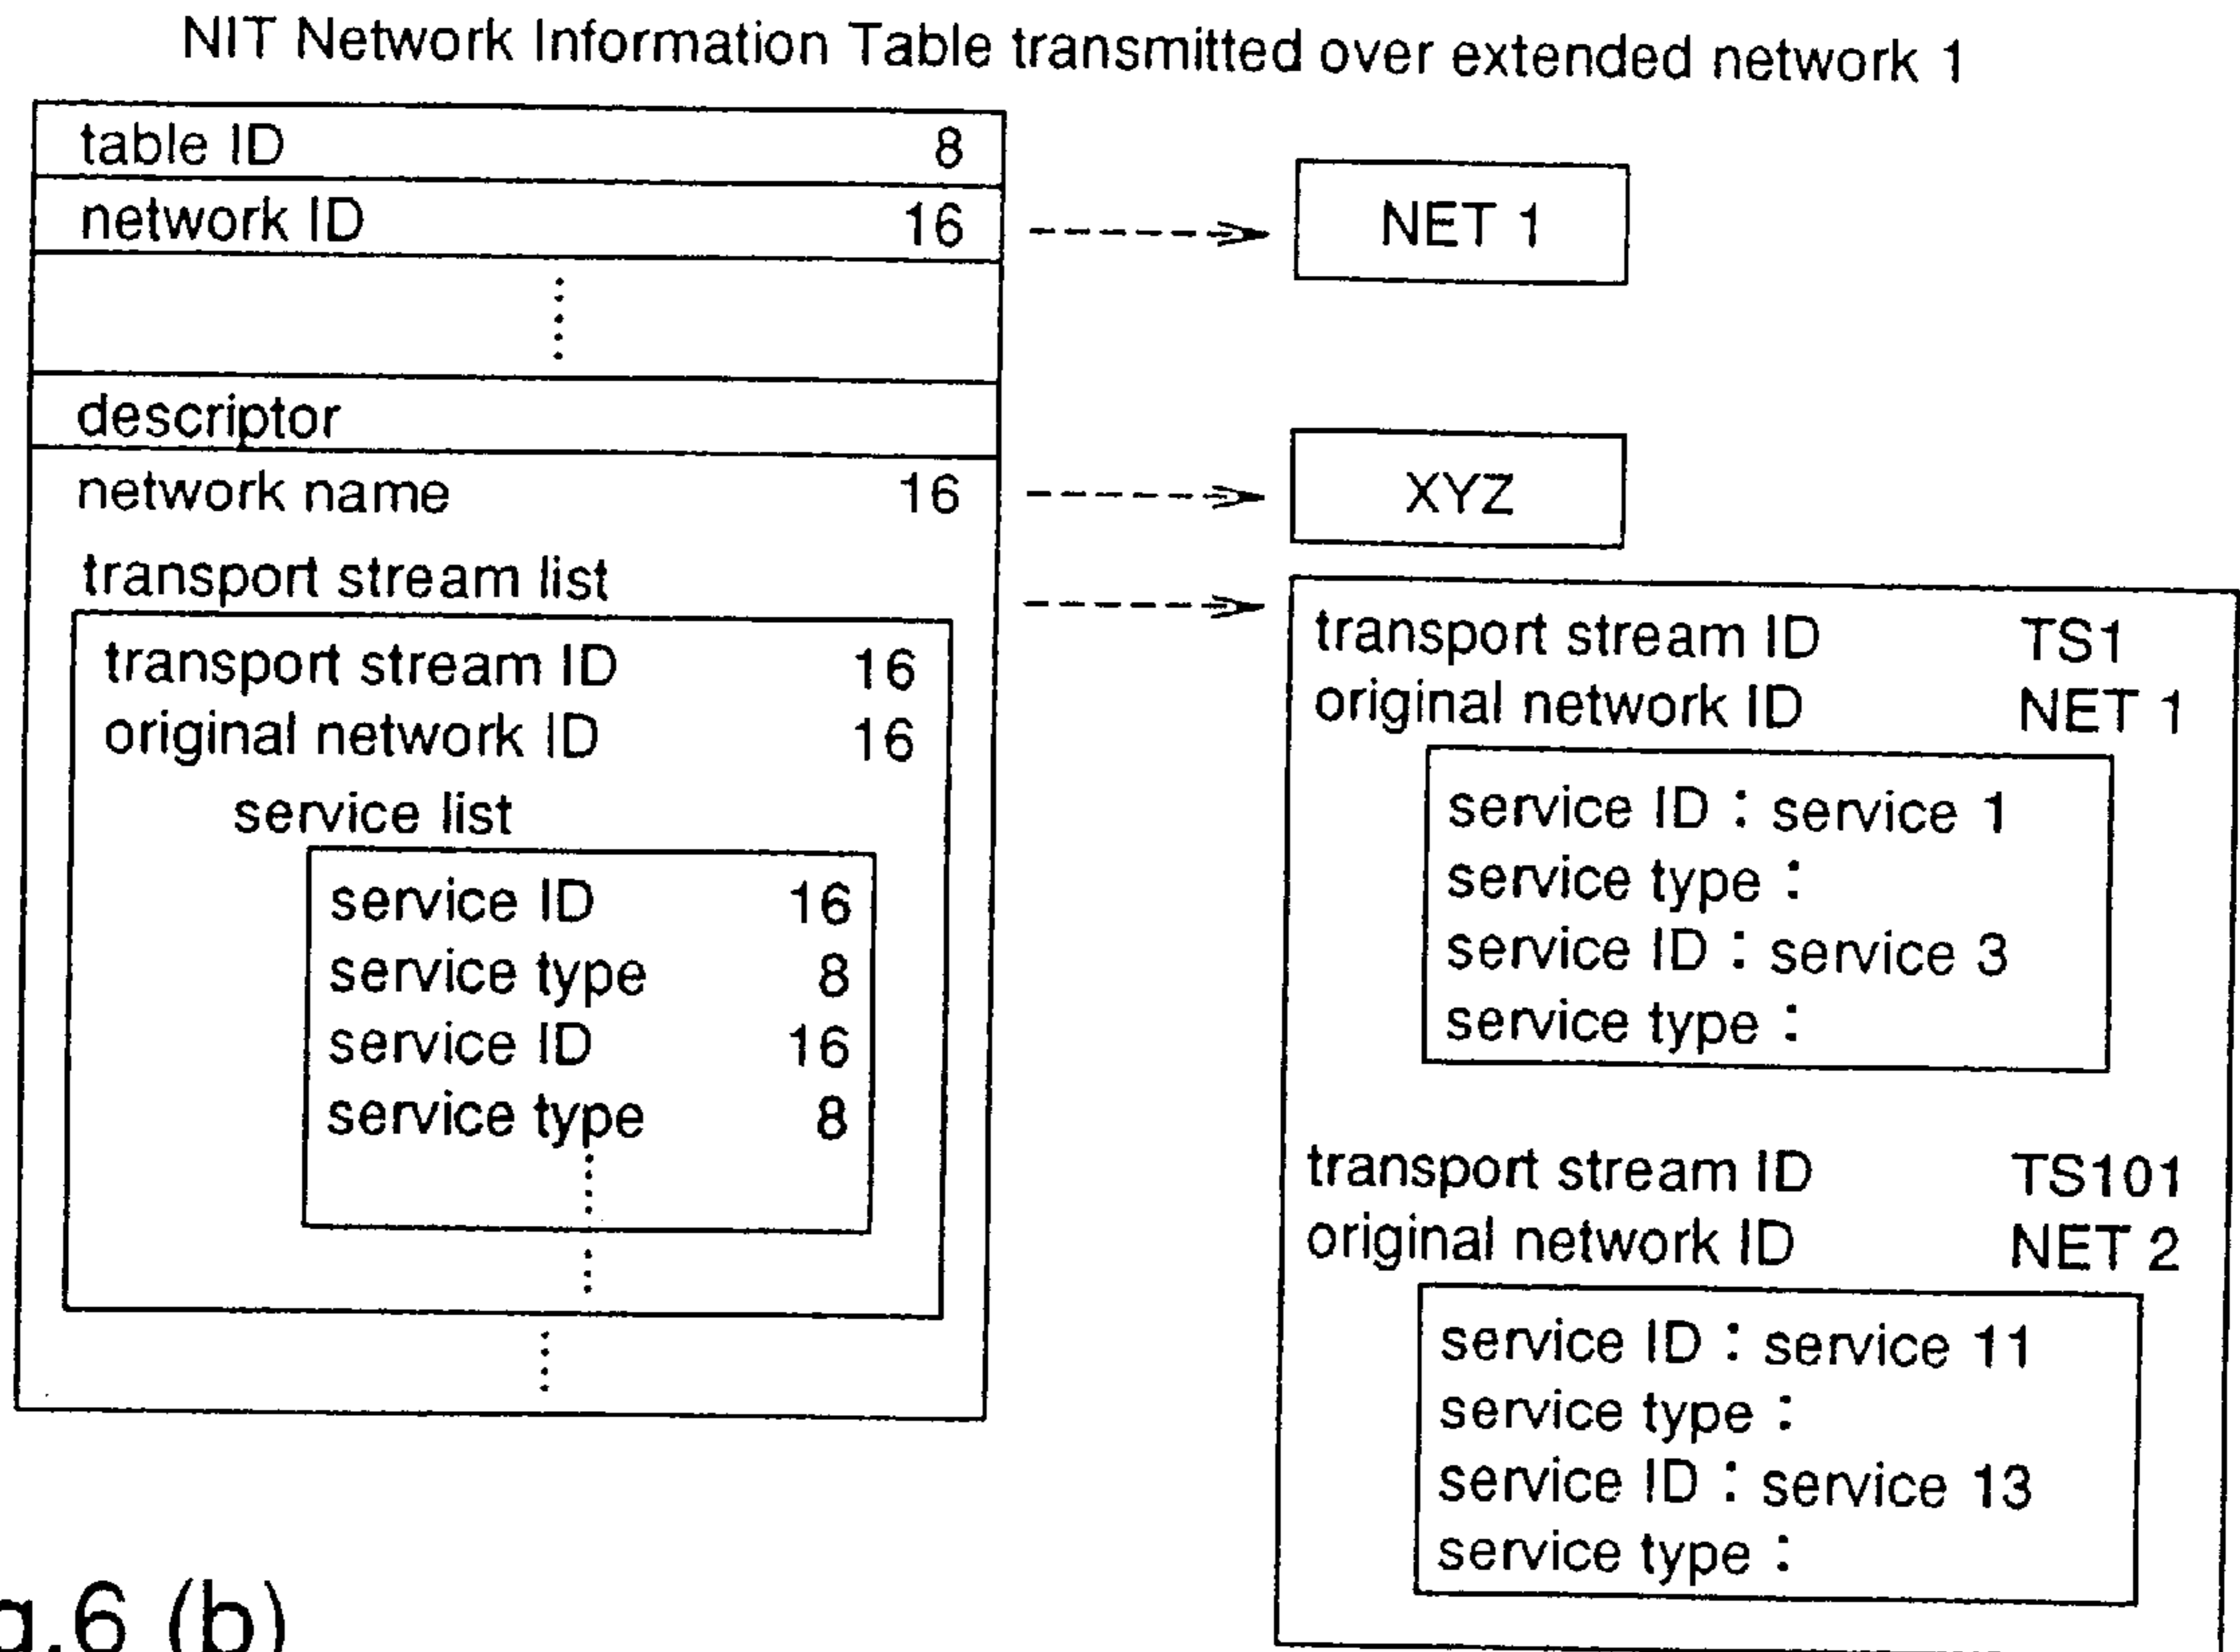 NIT Network Information Table transmitted over extended network 1
table ID 8
network ID 16
NET 1
descriptor
network name 16
XYZ
transport stream list
transport stream ID 16
original network ID 16
service list
service ID 16
service type 8
service ID 16
service type 8
transport stream ID TS1
original network ID NET 1
service ID : service 1
service type :
service ID : service 3
service type :
transport stream ID TS101
original network ID NET 2
service ID : service 11
service type :
service ID : service 13
service type :
g.6 (b)